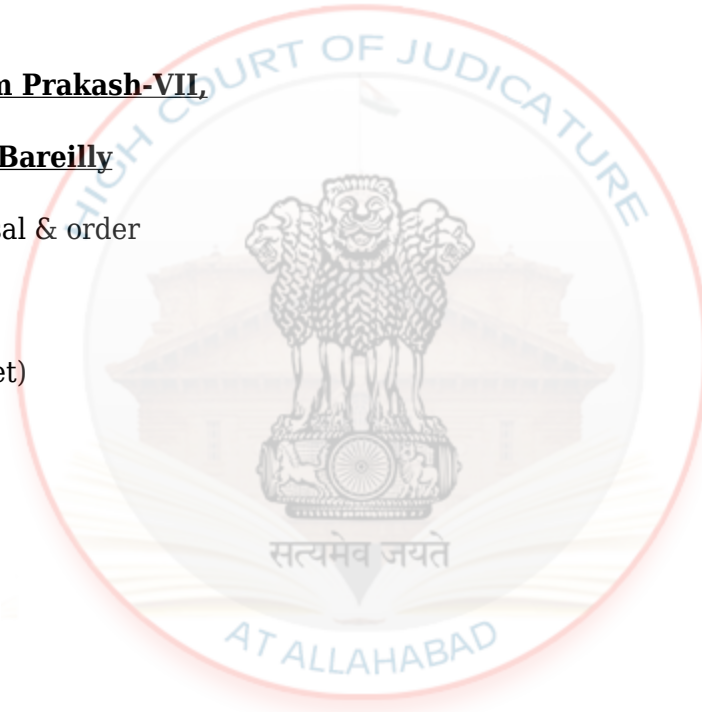 HIGH COURT OF JUDICATURE
m Prakash-VII,
Bareilly
al & order
et)
सत्यमेव जयते
AT ALLAHABAD